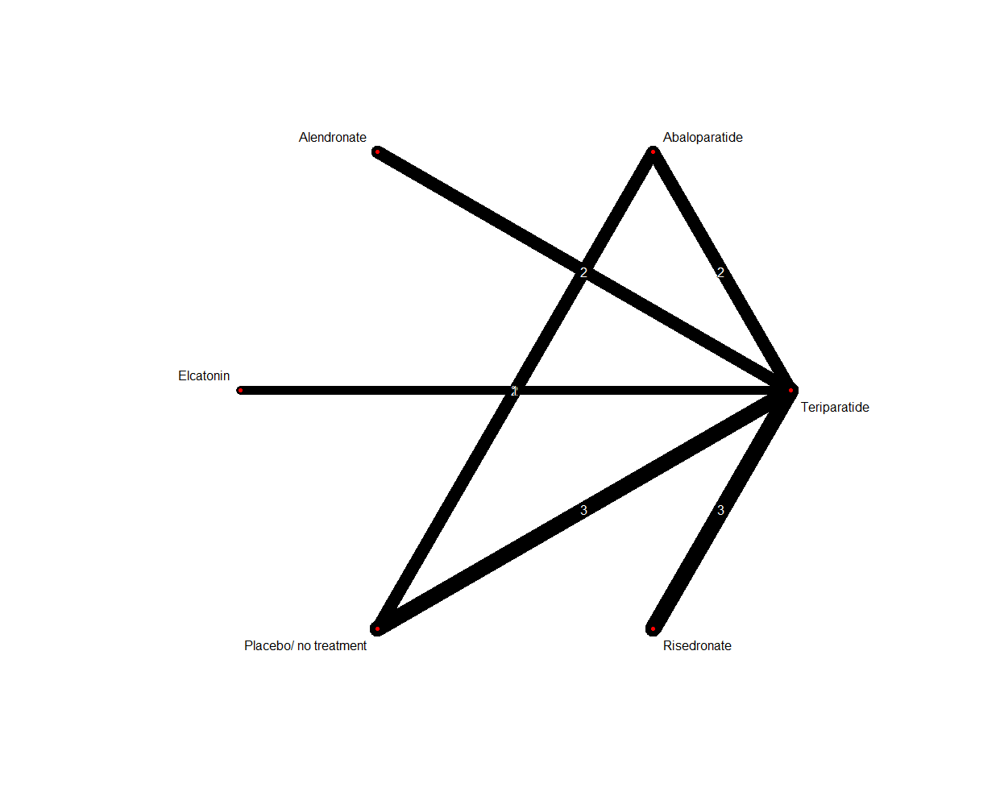 Alendronate
Abaloparatide
2
2
Elcatonin
Teriparatide
3
3
Placebo/ no treatment
Risedronate